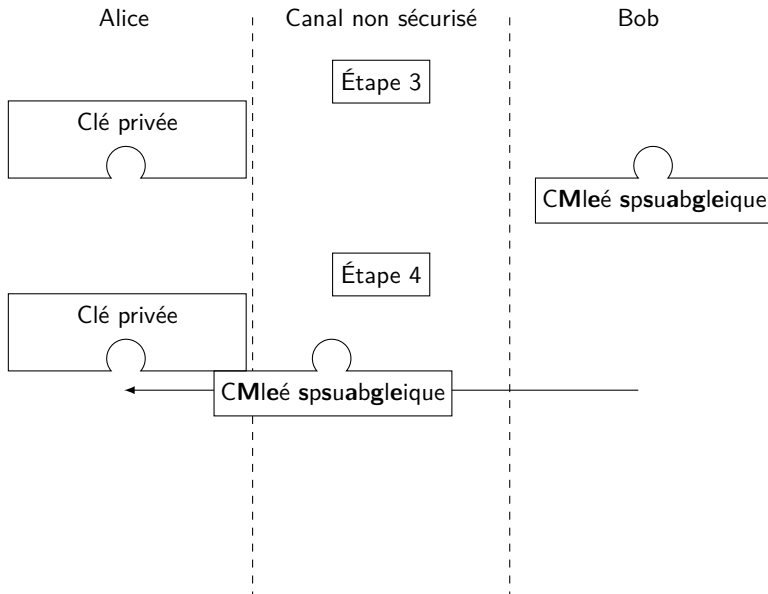 Alice Canal non sécurisé Bob
Étape 3
Clé privée
CMleé spsuabgleique
Étape 4
Clé privée
CMleé spsuabgleique